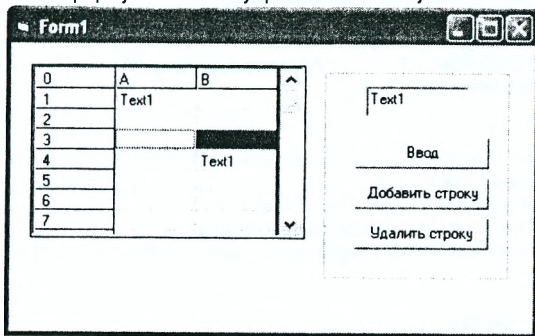 Form1
0 A B
1 Text1
2
3
4 Text1
5
6
7
Text1
Ввод
Добавить строку
Удалить строку